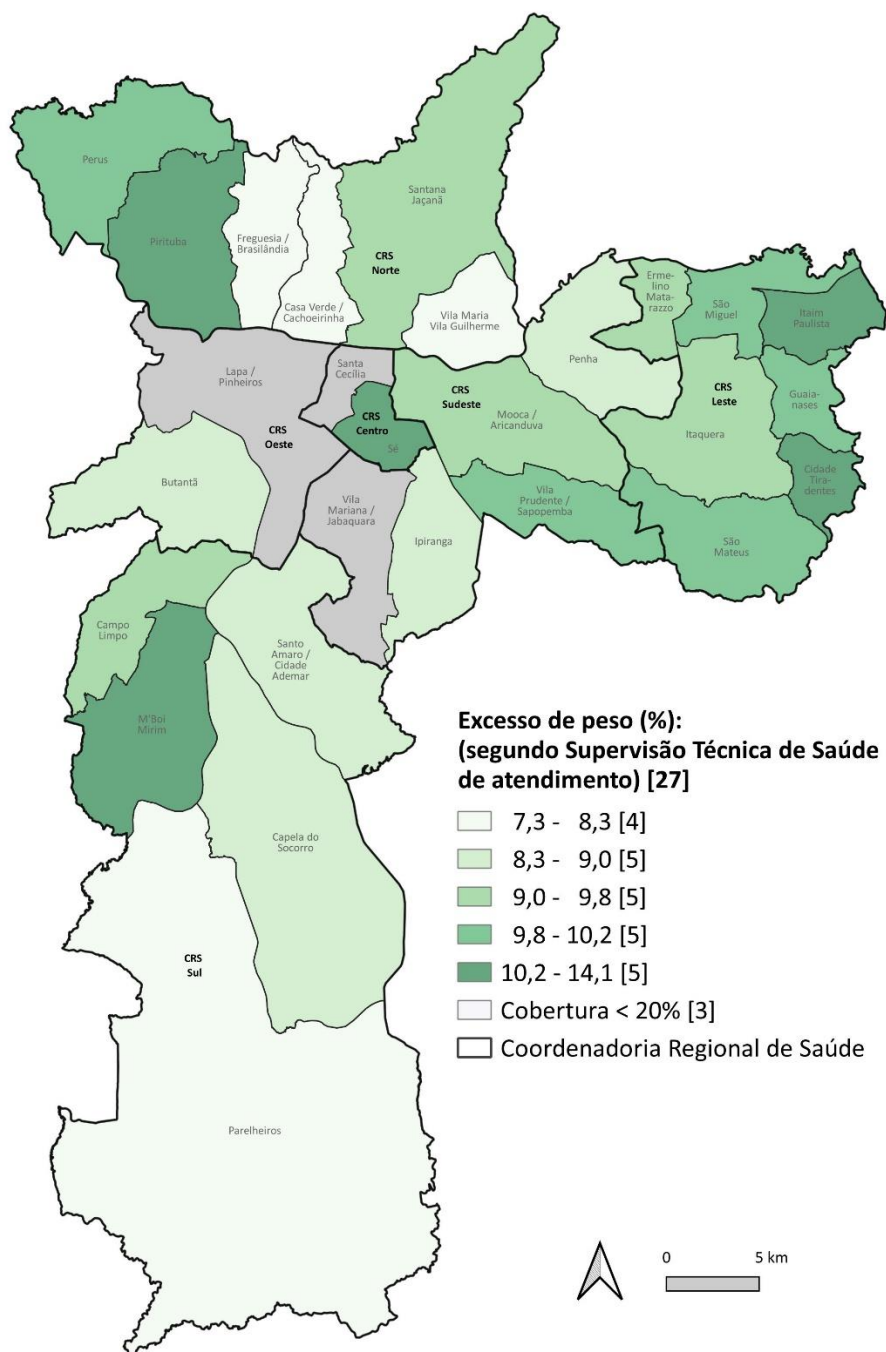 Perus
Pirituba
Freguesia /
Brasilândia
Casa Verde /
Cachoeirinha
Santana
Jaçanã
CRS
Norte
Vila Maria
Vila Guilherme
Ermelino
Mata-
razzo
São
Miguel
Itaim
Paulista
Penha
Lapa /
Pinheiros
Santa
Cecília
CRS
Oeste
CRS
Centro
Sé
CRS
Sudeste
Mooca /
Aricanduva
CRS
Leste
Itaquera
Guaia-
nases
Cidade
Tira-
dentes
Butantã
Vila
Mariana /
Jabaquara
Ipiranga
Vila
Prudente /
Sapopemba
São
Mateus
Campo
Limpo
M'Boi
Mirim
Santo
Amaro /
Cidade
Ademar
Capela do
Socorro
CRS
Sul
Parelheiros
Excesso de peso (%):
(segundo Supervisão Técnica de Saúde
de atendimento) [27]
7,3 - 8,3 [4]
8,3 - 9,0 [5]
9,0 - 9,8 [5]
9,8 - 10,2 [5]
10,2 - 14,1 [5]
Cobertura < 20% [3]
Coordenadoria Regional de Saúde
0 5 km